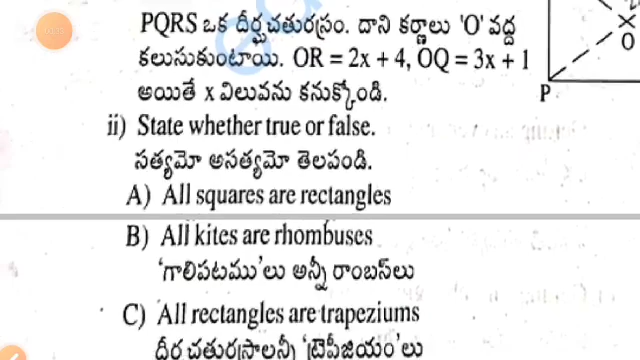 PQRS ఒక దీర్ఘచతురస్రం. దాని కర్ణాలు 'O' వద్ద
కలుసుకుంటాయి. OR = 2x + 4, OQ = 3x + 1
అయితే x విలువను కనుక్కోండి.
O
P
ii) State whether true or false.
సత్యమో అసత్యమో తెలపండి.
A) All squares are rectangles
B) All kites are rhombuses
'గాలిపటము'లు అన్నీ రాంబస్‌లు
C) All rectangles are trapeziums
దీర్ఘచతురస్రాలన్నీ 'ట్రెపీజియం'లు